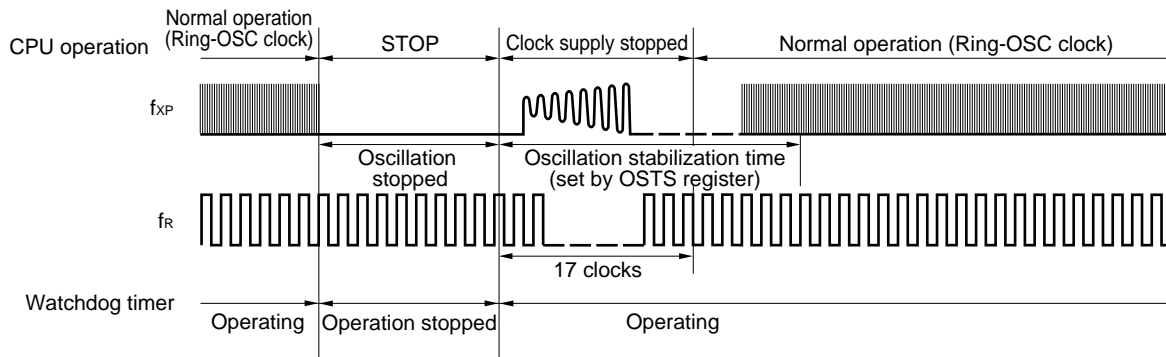 Normal operation
(Ring-OSC clock)
CPU operation
STOP
Clock supply stopped
Normal operation (Ring-OSC clock)
fXP
Oscillation
stopped
Oscillation stabilization time
(set by OSTS register)
fR
17 clocks
Watchdog timer
Operating
Operation stopped
Operating